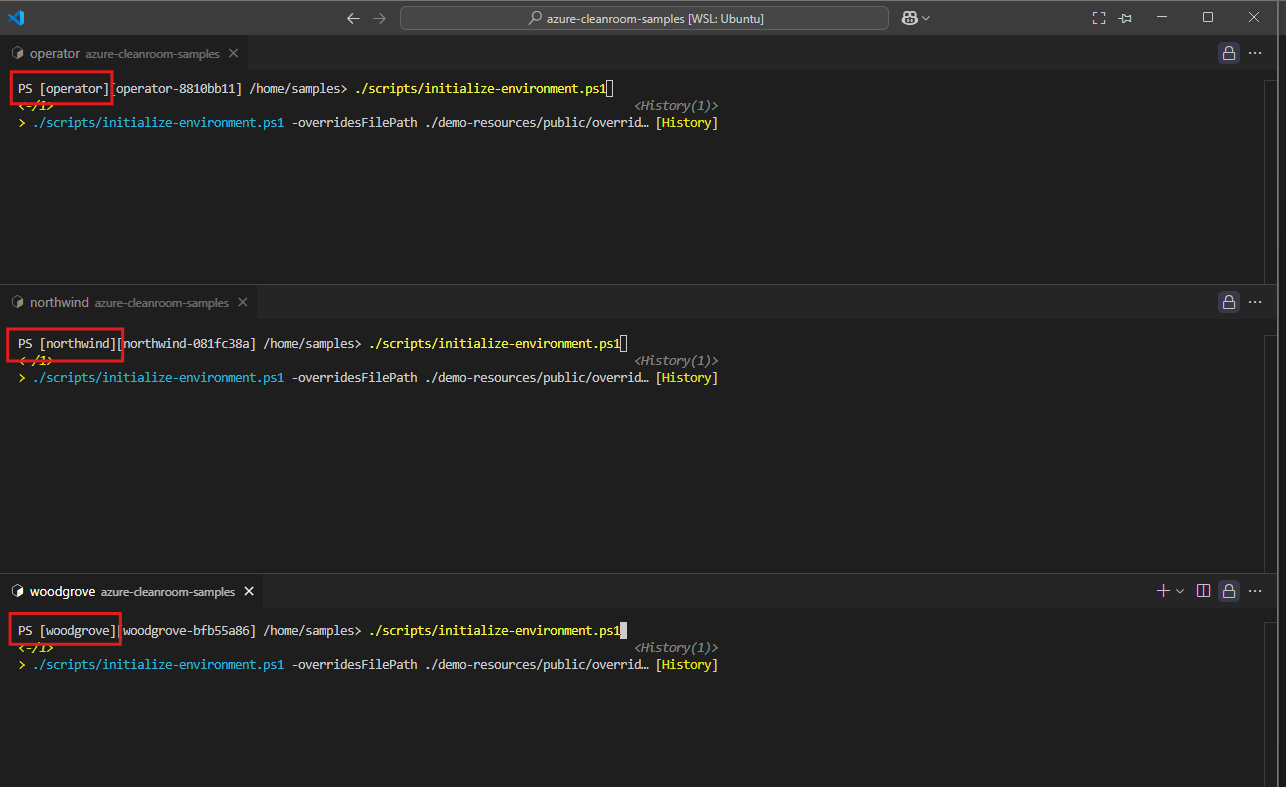 azure-cleanroom-samples [WSL: Ubuntu]
operator azure-cleanroom-samples
PS [operator][operator-8810bb11] /home/samples> ./scripts/initialize-environment.ps1
<-/1> <History(1)>
> ./scripts/initialize-environment.ps1 -overridesFilePath ./demo-resources/public/overrid… [History]
northwind azure-cleanroom-samples
PS [northwind][northwind-081fc38a] /home/samples> ./scripts/initialize-environment.ps1
<-/1> <History(1)>
> ./scripts/initialize-environment.ps1 -overridesFilePath ./demo-resources/public/overrid… [History]
woodgrove azure-cleanroom-samples
PS [woodgrove][woodgrove-bfb55a86] /home/samples> ./scripts/initialize-environment.ps1
<-/1> <History(1)>
> ./scripts/initialize-environment.ps1 -overridesFilePath ./demo-resources/public/overrid… [History]